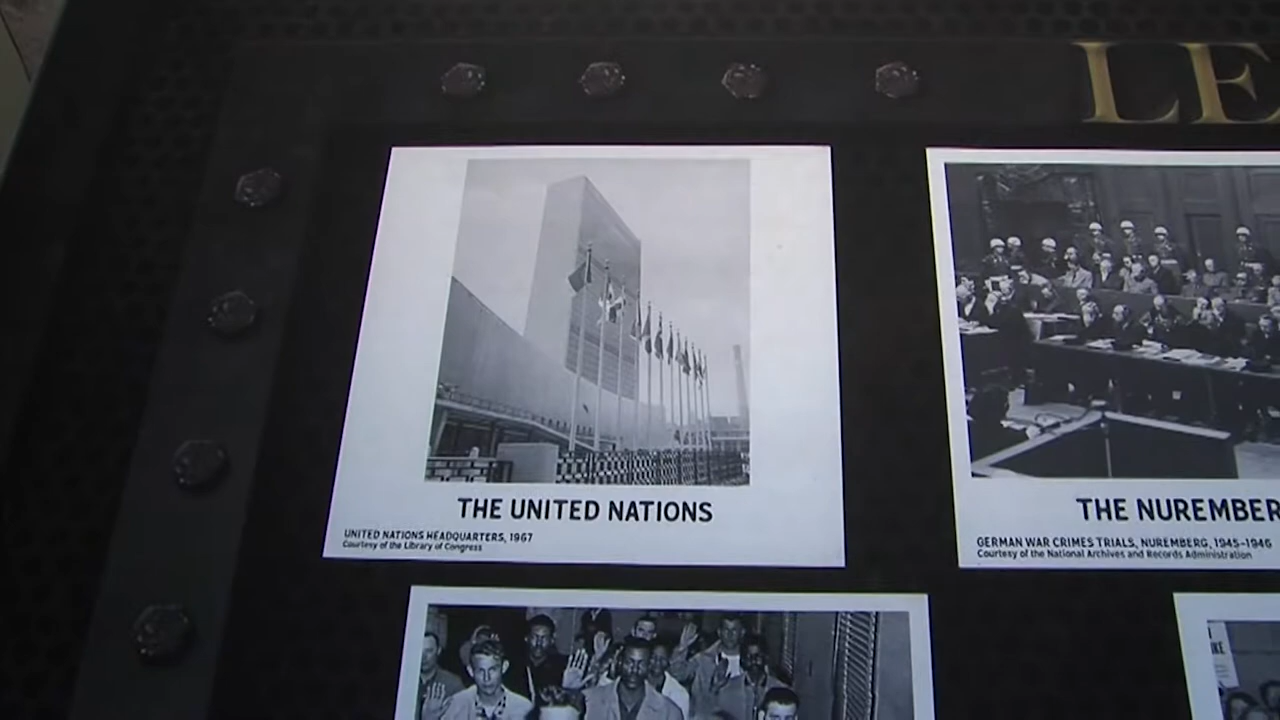 LE
THE UNITED NATIONS
UNITED NATIONS HEADQUARTERS, 1967
Courtesy of the Library of Congress
THE NUREMBER
GERMAN WAR CRIMES TRIALS, NUREMBERG, 1945-1946
Courtesy of the National Archives and Records Administration